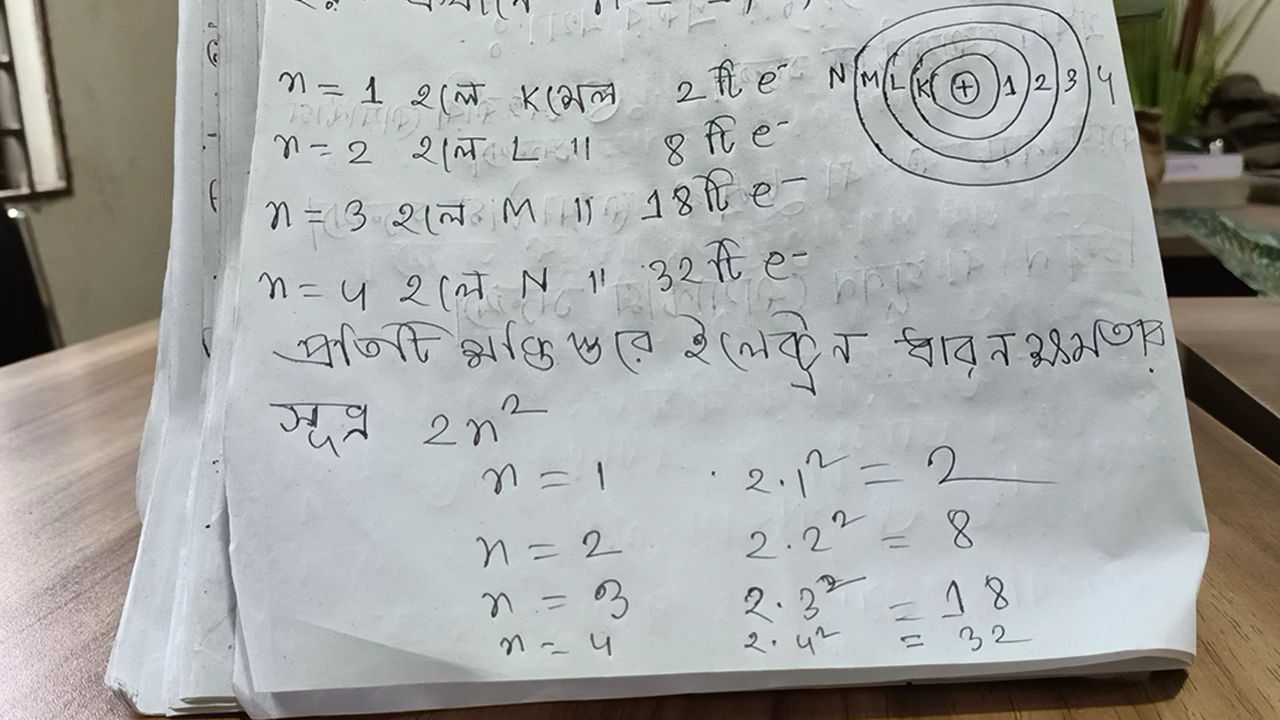 n = 1 হলে K শেল 2 টি e⁻
N M L K + 1 2 3 4
n = 2 হলে L 〃 8 টি e⁻
n = 3 হলে M 〃 18 টি e⁻
n = 4 হলে N 〃 32 টি e⁻
প্রতিটি শক্তি স্তরে ইলেক্ট্রন ধারন ক্ষমতার
সূত্র 2n²
n = 1 2·1² = 2
n = 2 2·2² = 8
n = 3 2·3² = 18
n = 4 2·4² = 32